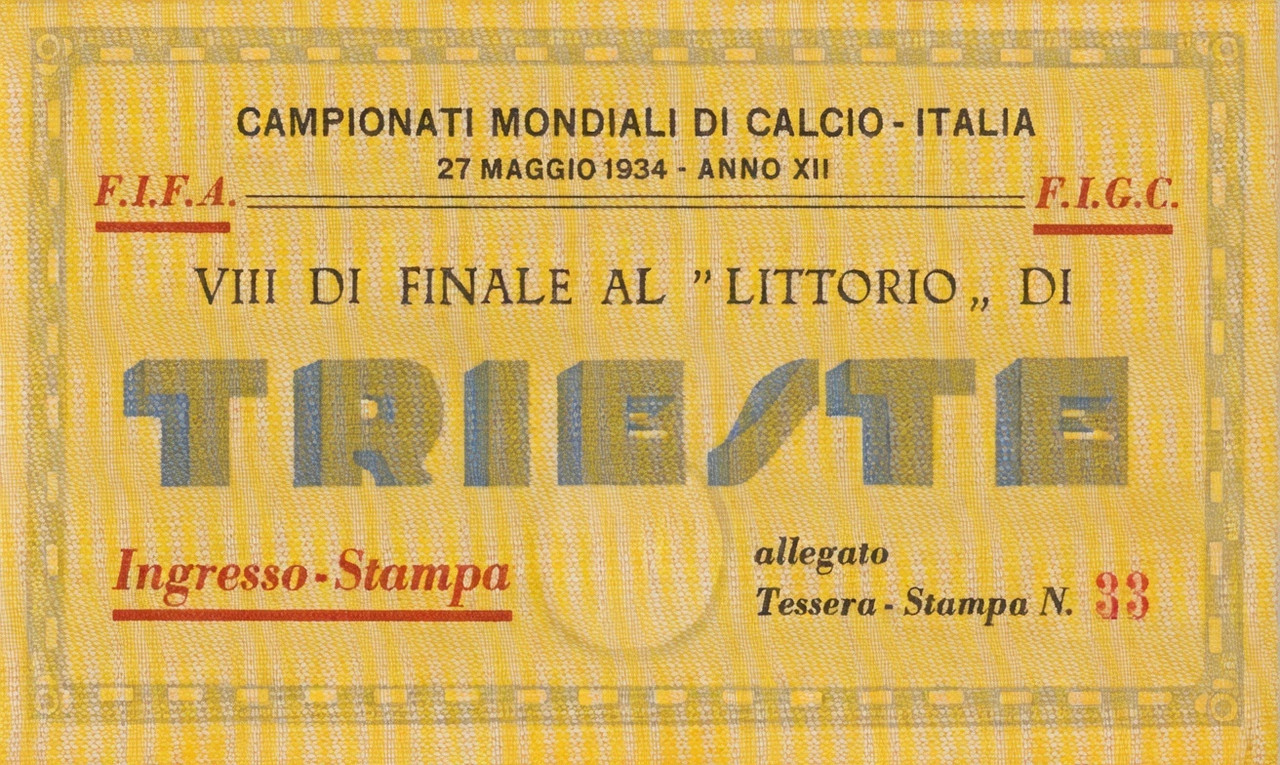 CAMPIONATI MONDIALI DI CALCIO - ITALIA
27 MAGGIO 1934 - ANNO XII
F.I.F.A. F.I.G.C.
VIII DI FINALE AL "LITTORIO„ DI
TRIESTE
Ingresso - Stampa
allegato
Tessera - Stampa N. 33